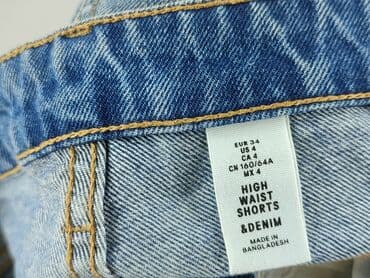 EUR 34
US 4
CA 4
CN 160/64A
MX 4
HIGH
WAIST
SHORTS
&DENIM
MADE IN
BANGLADESH